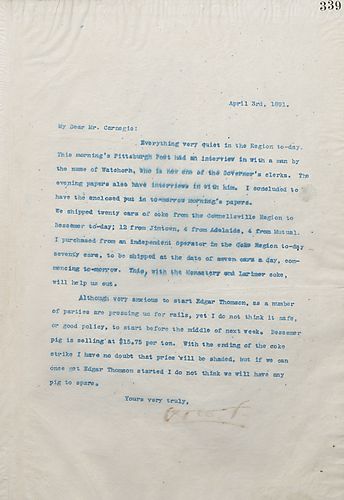 339
April 3rd, 1891.
My Dear Mr. Carnegie:
Everything very quiet in the Region to-day.
This morning's Pittsburgh Post had an interview in with a man by
the name of Watchorn, who is now one of the Governor's clerks. The
evening papers also have interviews in with him. I concluded to
have the enclosed put in to-morrow morning's papers.
We shipped twenty cars of coke from the Connellsville Region to
Bessemer to-day; 12 from Jimtown, 4 from Adelaide, 4 from Mutual.
I purchased from an independent operator in the Coke Region to-day
seventy cars, to be shipped at the date of seven cars a day, com-
mencing to-morrow. This, with the Monastery and Larimer coke,
will help us out.
Although very anxious to start Edgar Thomson, as a number
of parties are pressing us for rails, yet I do not think it safe,
or good policy, to start before the middle of next week. Bessemer
pig is selling at $15.75 per ton. With the ending of the coke
strike I have no doubt that price will be shaded, but if we can
once get Edgar Thomson started I do not think we will have any
pig to spare.
Yours very truly,